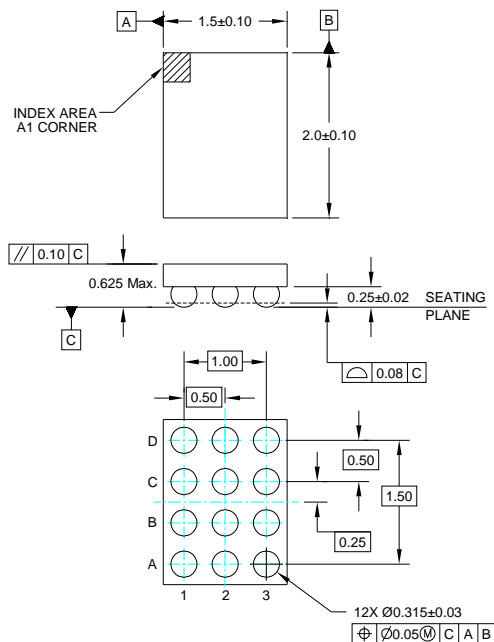 A
1.5±0.10
B
INDEX AREA
A1 CORNER
2.0±0.10
// 0.10 C
0.625 Max.
0.25±0.02
SEATING
PLANE
C
⌓ 0.08 C
1.00
0.50
D
C
B
A
0.50
1.50
0.25
1 2 3
12X Ø0.315±0.03
⌖ Ø0.05Ⓜ C A B